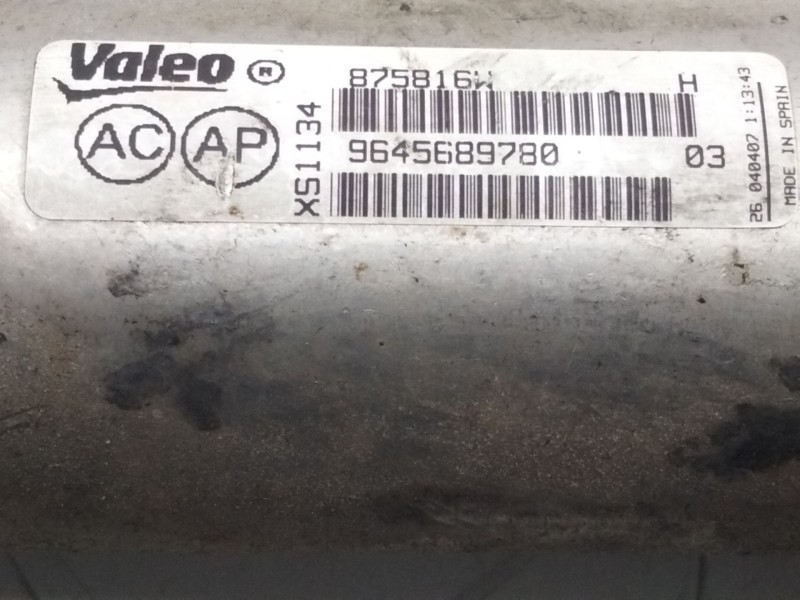 Valeo ®
875816W H
AC AP
XS1134
9645689780 03
26 040407 1:13:43
MADE IN SPAIN